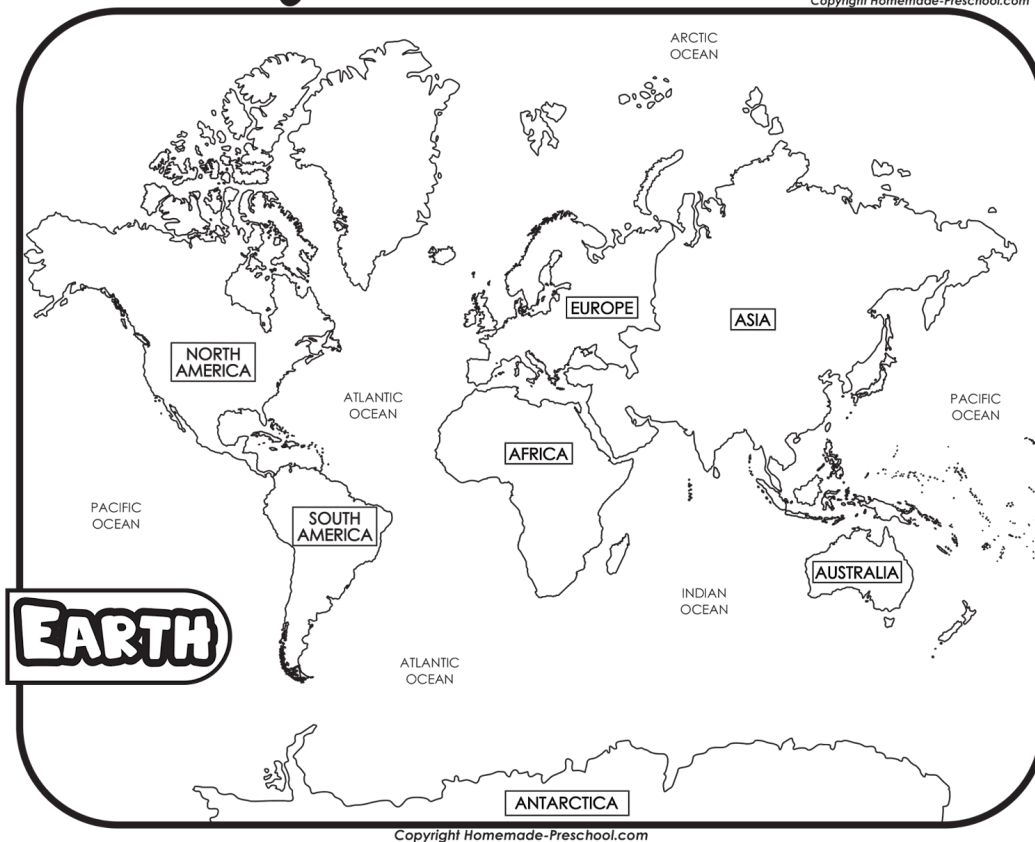 Copyright Homemade-Preschool.com
ARCTIC
OCEAN
EUROPE
ASIA
NORTH
AMERICA
ATLANTIC
OCEAN
PACIFIC
OCEAN
AFRICA
PACIFIC
OCEAN
SOUTH
AMERICA
AUSTRALIA
INDIAN
OCEAN
EARTH
ATLANTIC
OCEAN
ANTARCTICA
Copyright Homemade-Preschool.com